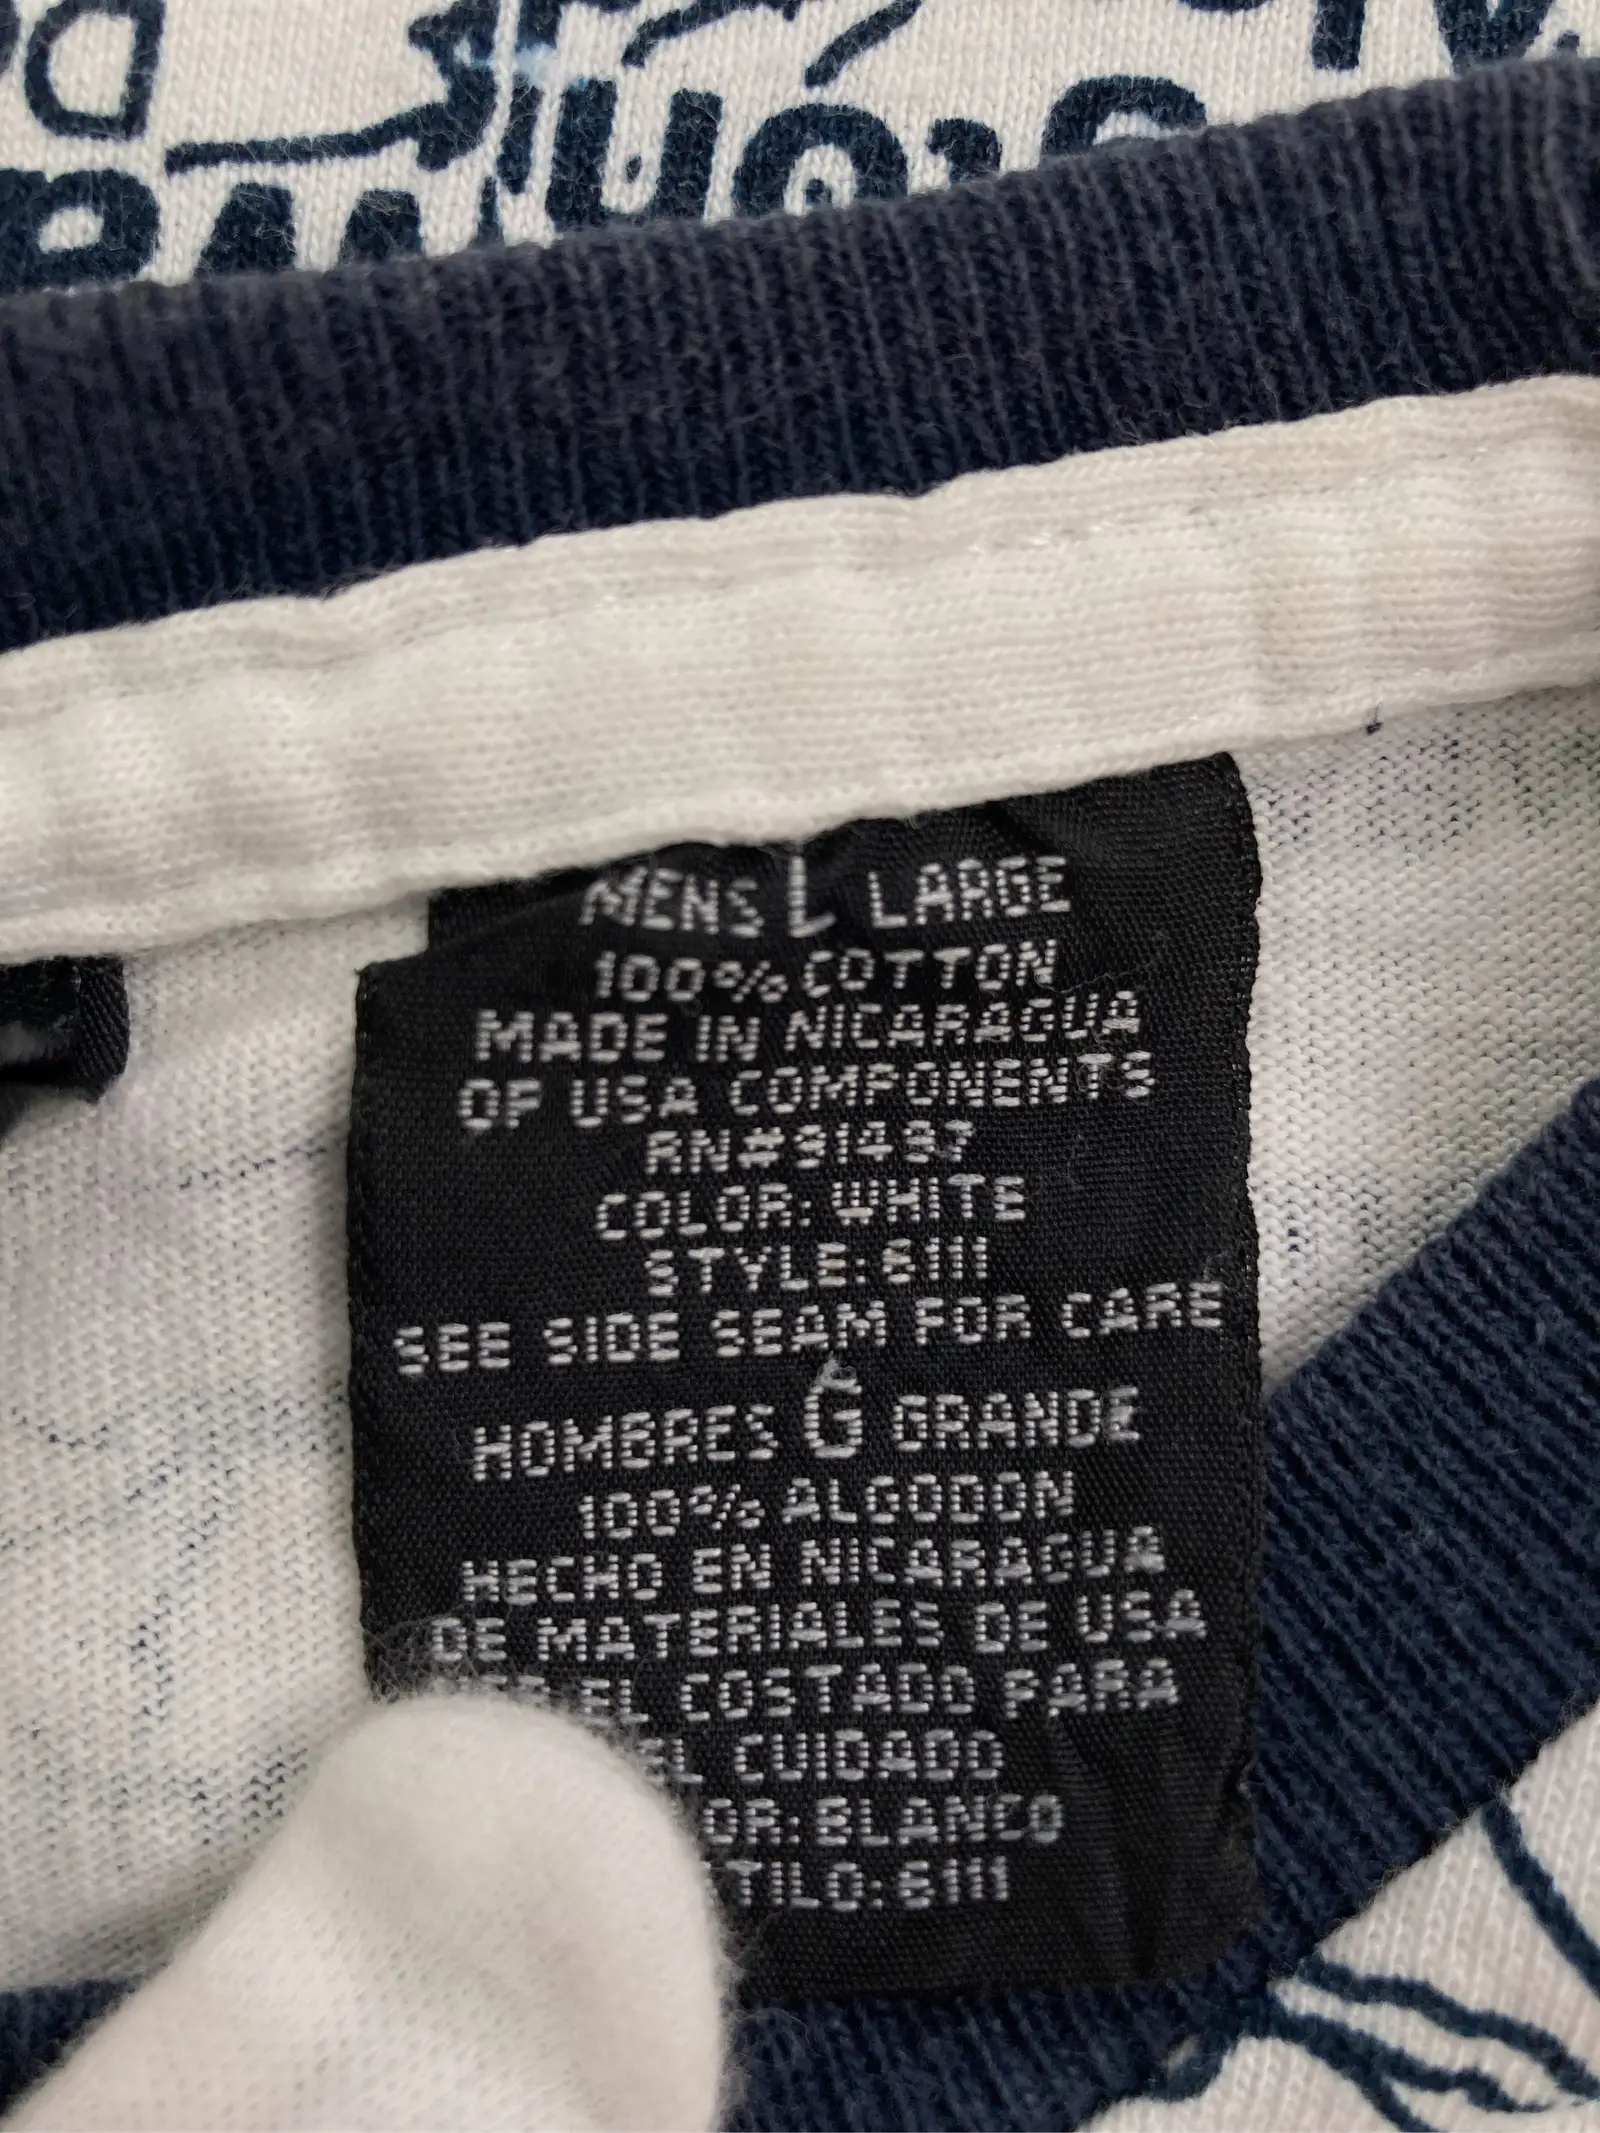 MENS L LARGE
100% COTTON
MADE IN NICARAGUA
OF USA COMPONENTS
RN#91497
COLOR: WHITE
STYLE: 6111
SEE SIDE SEAM FOR CARE
HOMBRES G GRANDE
100% ALGODON
HECHO EN NICARAGUA
DE MATERIALES DE USA
EL COSTADO PARA
EL CUIDADO
OR: BLANCO
TILO: 6111